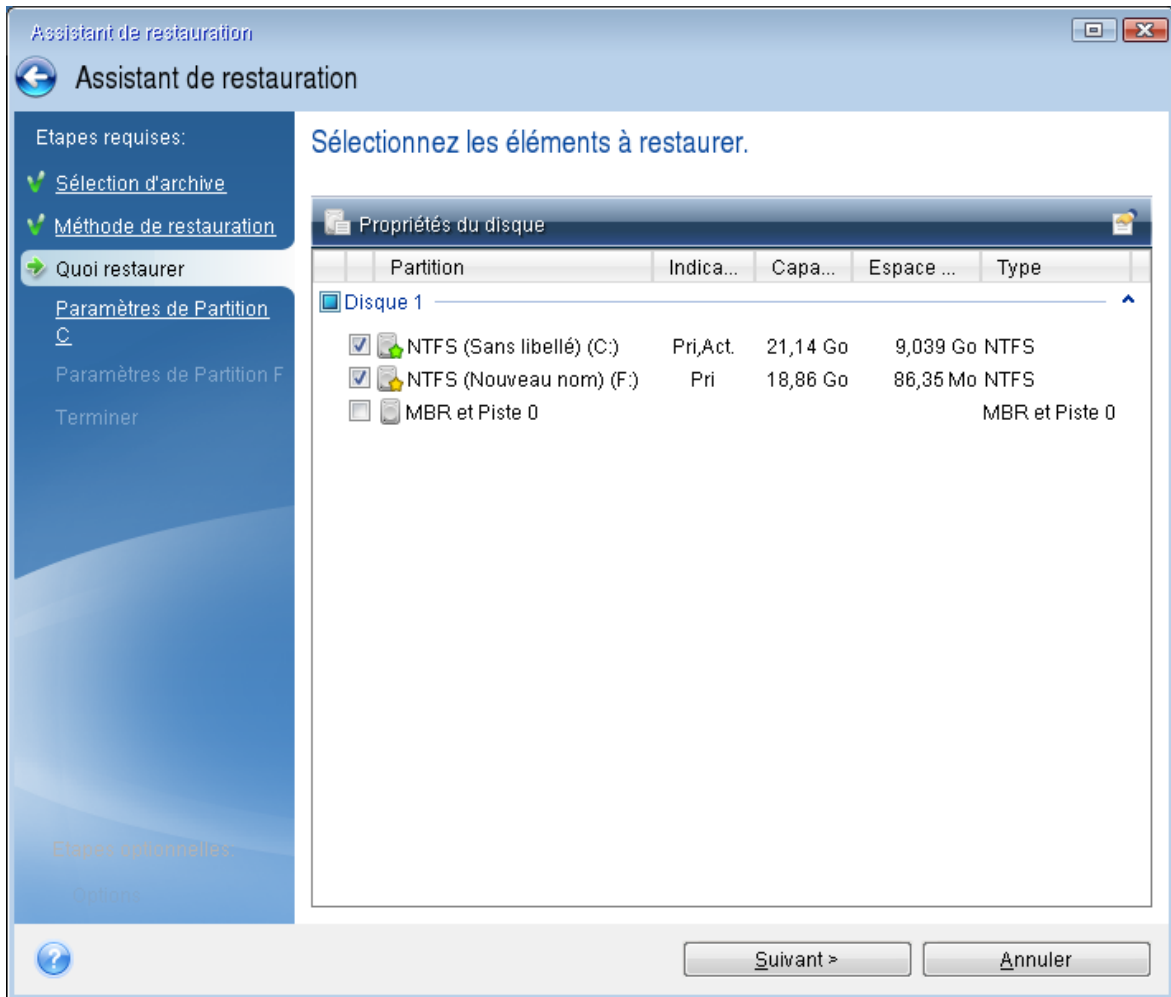 Assistant de restauration
Assistant de restauration
Etapes requises:
Sélection d'archive
Méthode de restauration
Quoi restaurer
Paramètres de Partition
C
Paramètres de Partition F
Terminer
Etapes optionnelles:
Options
Sélectionnez les éléments à restaurer.
Propriétés du disque
Partition Indica... Capa... Espace ... Type
Disque 1
NTFS (Sans libellé) (C:) Pri,Act. 21,14 Go 9,039 Go NTFS
NTFS (Nouveau nom) (F:) Pri 18,86 Go 86,35 Mo NTFS
MBR et Piste 0 MBR et Piste 0
Suivant >
Annuler